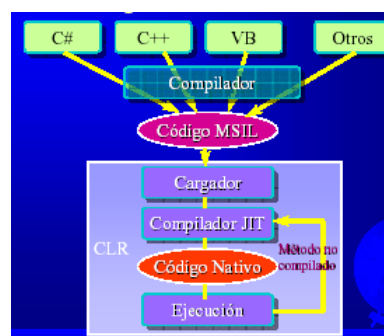 C# C++ VB Otros
Compilador
Código MSIL
Cargador
Compilador JIT
CLR
Método no
compilado
Código Nativo
Ejecución